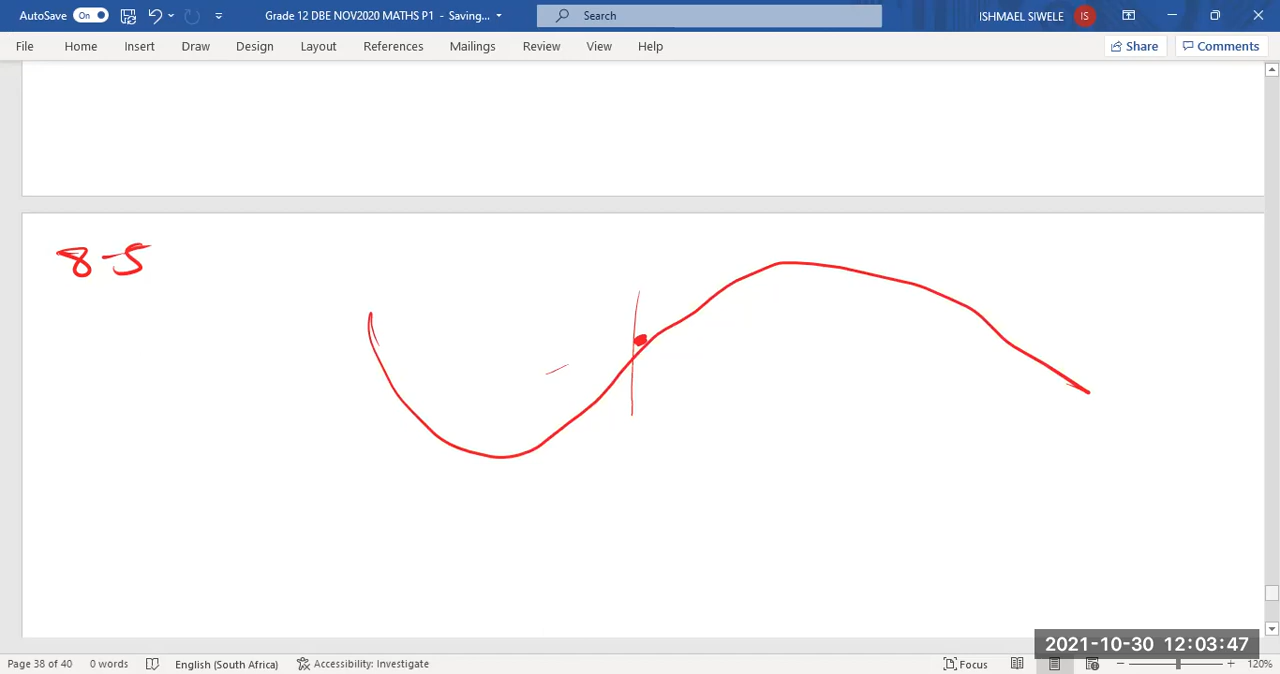 AutoSave On Grade 12 DBE NOV2020 MATHS P1 - Saving... Search ISHMAEL SIWELE IS
File Home Insert Draw Design Layout References Mailings Review View Help Share Comments
8-5
2021-10-30 12:03:47
Page 38 of 40 0 words English (South Africa) Accessibility: Investigate Focus 120%